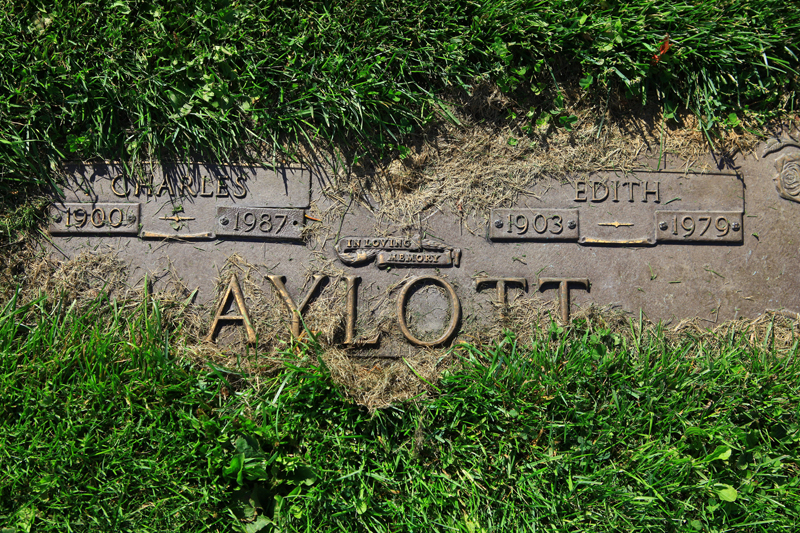 CHARLES
1900 1987
EDITH
1903 1979
IN LOVING
MEMORY
AYLOTT